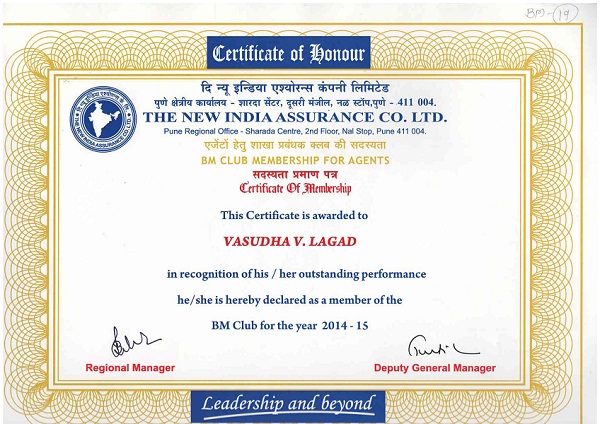 BM-(19)
Certificate of Honour
दि न्यू इन्डिया एश्योरन्स कंपनी लिमिटेड
पुणे क्षेत्रीय कार्यालय - शारदा सेंटर, दूसरी मंजील, नळ स्टॉप,पुणे - 411 004.
THE NEW INDIA ASSURANCE CO. LTD.
Pune Regional Office - Sharada Centre, 2nd Floor, Nal Stop, Pune 411 004.
एजेंटों हेतु शाखा प्रबंधक क्लब की सदस्यता
BM CLUB MEMBERSHIP FOR AGENTS
सदस्यता प्रमाण पत्र
Certificate Of Membership
This Certificate is awarded to
VASUDHA V. LAGAD
in recognition of his / her outstanding performance
he/she is hereby declared as a member of the
BM Club for the year 2014 - 15
Regional Manager
Deputy General Manager
Leadership and beyond